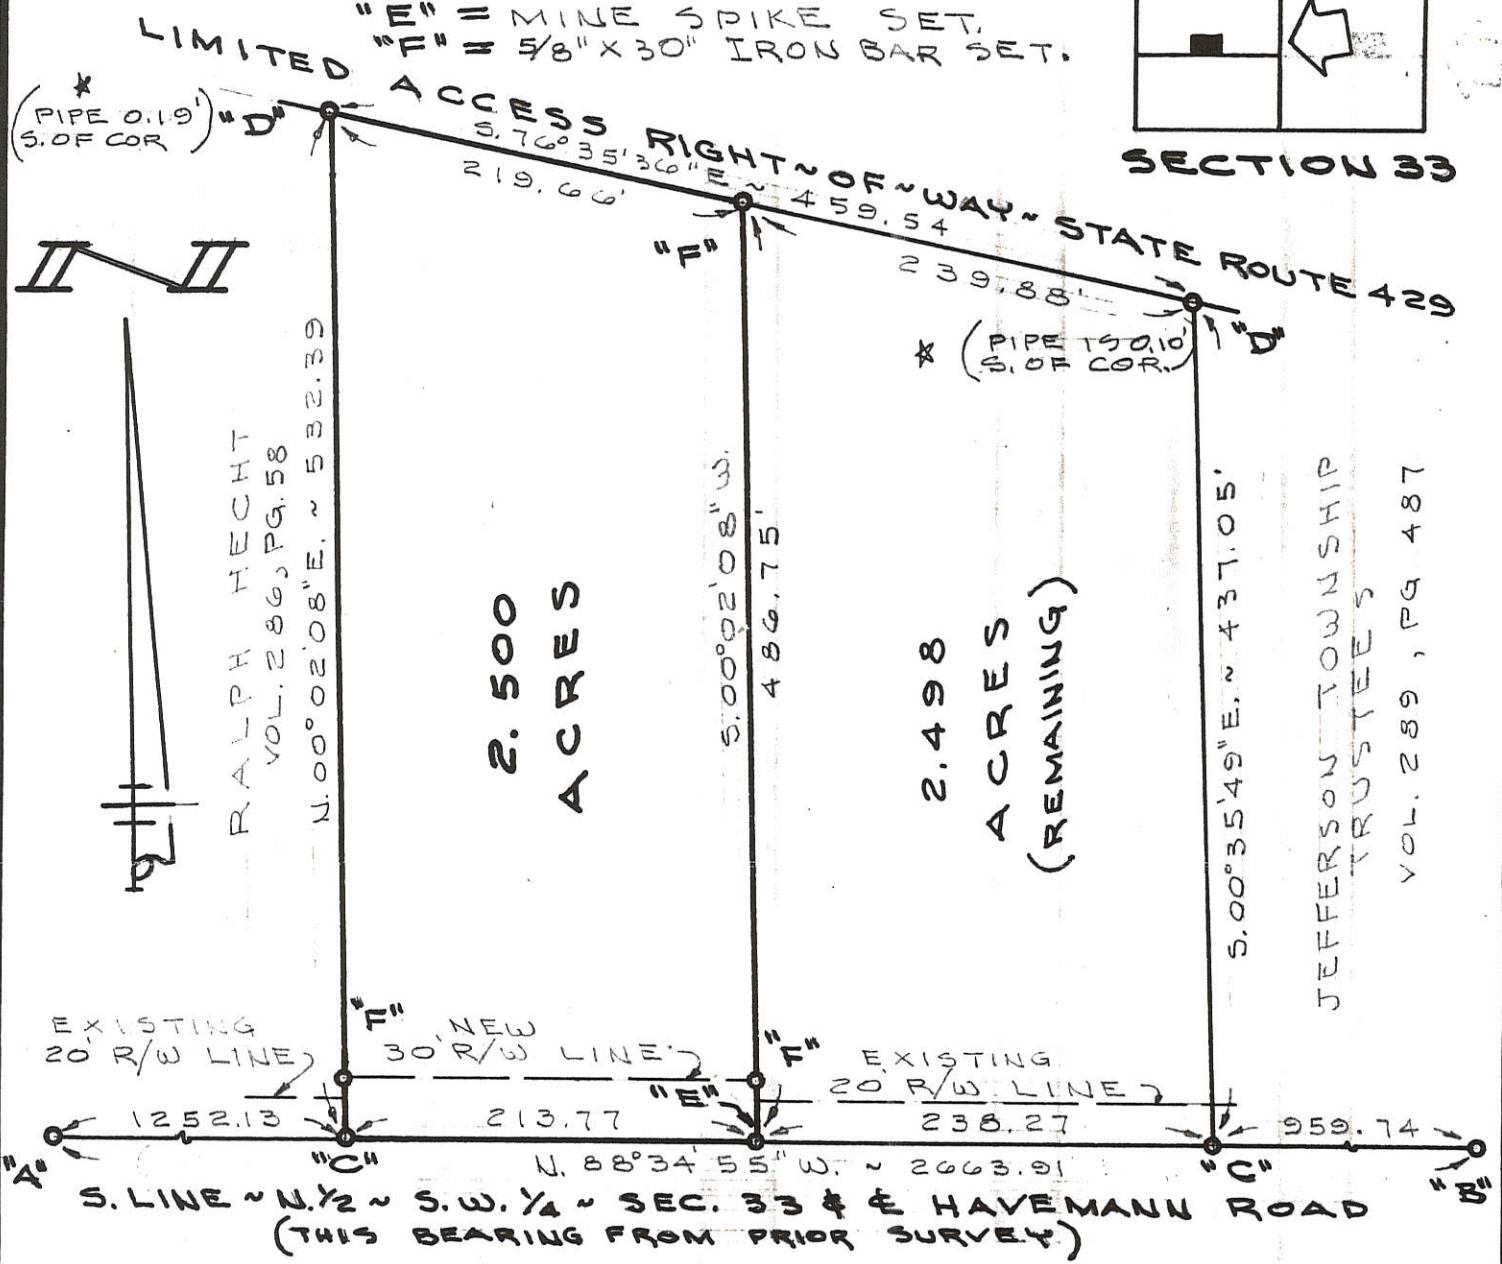 "E" = MINE SPIKE SET.
"F" = 5/8" X 30" IRON BAR SET.
SECTION 33
LIMITED ACCESS RIGHT~OF~WAY~ STATE ROUTE 429
*
(PIPE 0.19'
S. OF COR)
"D"
S. 76° 35' 36" E ~ 459.54
219.66'
"F"
239.88'
"D"
* (PIPE IS 0.10'
S. OF COR.)
N
RALPH HECHT
VOL. 286, PG. 58
N. 00° 02' 08" E. ~ 532.39
2.500
ACRES
S. 00° 02' 08" W.
486.75'
2.498
ACRES
(REMAINING)
S. 00° 35' 49" E. ~ 437.05'
JEFFERSON TOWNSHIP
TRUSTEES
VOL. 289, PG 487
EXISTING
20' R/W LINE
"F"
NEW
30' R/W LINE
"F"
"E"
EXISTING
20 R/W LINE
1252.13
213.77
238.27
959.74
"A"
"C"
N. 88° 34' 55" W. ~ 2663.91
"C"
"B"
S. LINE ~ N. 1/2 ~ S.W. 1/4 ~ SEC. 33 & ℄ HAVEMANN ROAD
(THIS BEARING FROM PRIOR SURVEY)